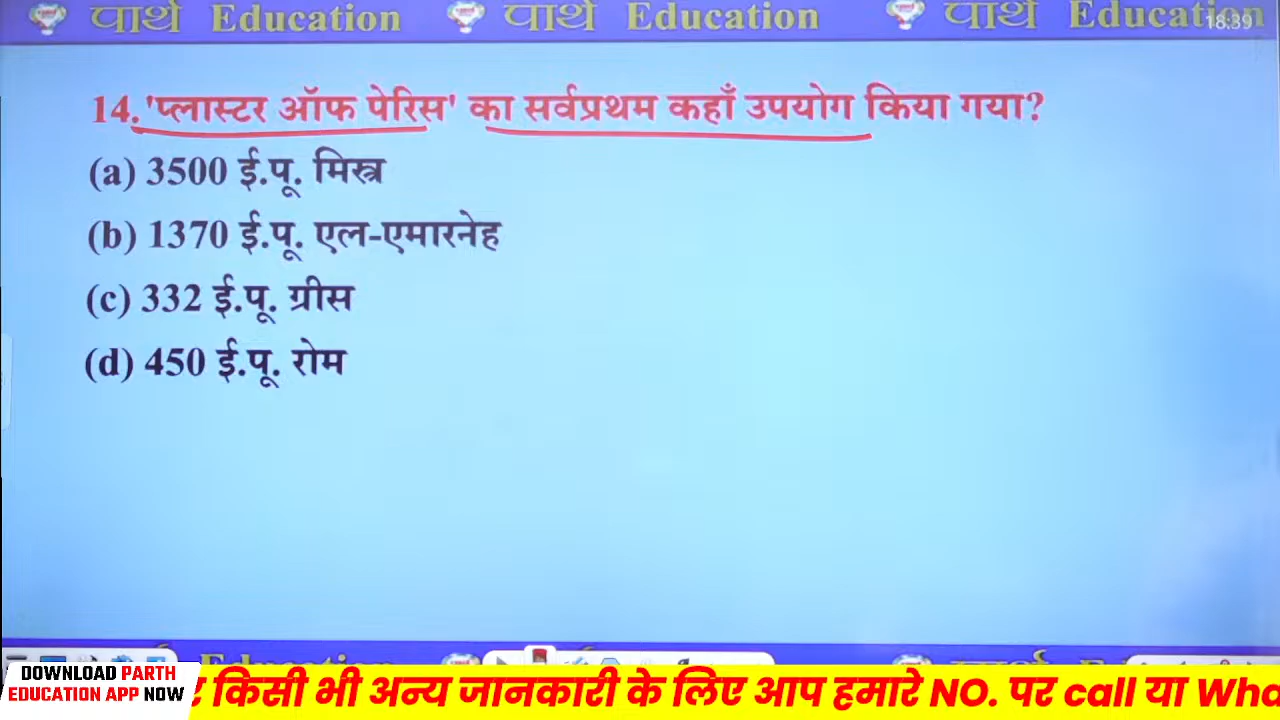 पार्थ Education पार्थ Education पार्थ Education
18:39
14.'प्लास्टर ऑफ पेरिस' का सर्वप्रथम कहाँ उपयोग किया गया?
(a) 3500 ई.पू. मिस्त्र
(b) 1370 ई.पू. एल-एमारनेह
(c) 332 ई.पू. ग्रीस
(d) 450 ई.पू. रोम
Education
DOWNLOAD PARTH
EDUCATION APP NOW
किसी भी अन्य जानकारी के लिए आप हमारे NO. पर call या Wha